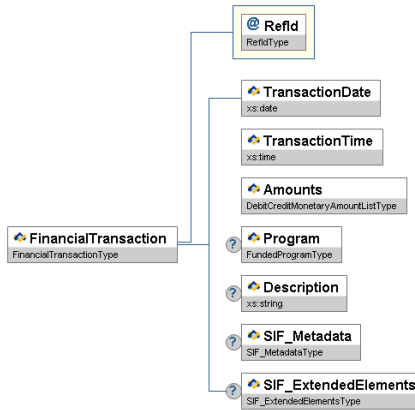 @ RefId
RefIdType
TransactionDate
xs:date
TransactionTime
xs:time
Amounts
DebitCreditMonetaryAmountListType
FinancialTransaction
FinancialTransactionType
? Program
FundedProgramType
? Description
xs:string
? SIF_Metadata
SIF_MetadataType
? SIF_ExtendedElements
SIF_ExtendedElementsType